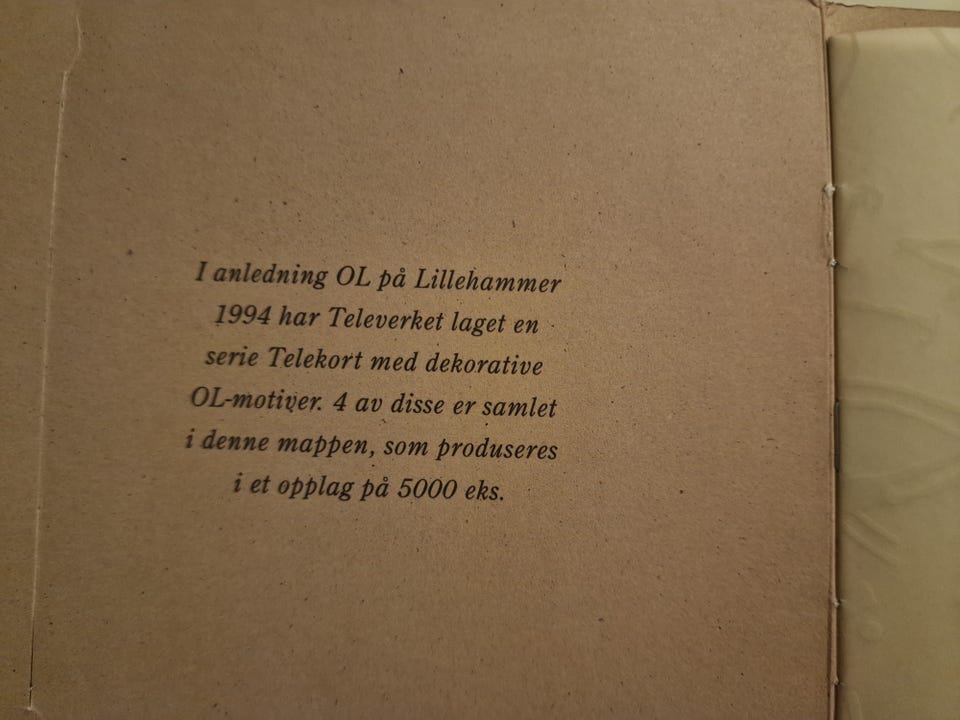 I anledning OL på Lillehammer
1994 har Televerket laget en
serie Telekort med dekorative
OL-motiver. 4 av disse er samlet
i denne mappen, som produseres
i et opplag på 5000 eks.